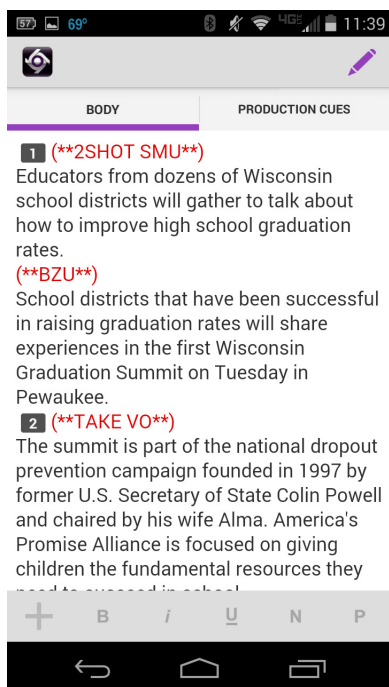 57 69° 4G 11:39
BODY PRODUCTION CUES
1 (**2SHOT SMU**)
Educators from dozens of Wisconsin
school districts will gather to talk about
how to improve high school graduation
rates.
(**BZU**)
School districts that have been successful
in raising graduation rates will share
experiences in the first Wisconsin
Graduation Summit on Tuesday in
Pewaukee.
2 (**TAKE VO**)
The summit is part of the national dropout
prevention campaign founded in 1997 by
former U.S. Secretary of State Colin Powell
and chaired by his wife Alma. America's
Promise Alliance is focused on giving
children the fundamental resources they
need to succeed in school
B i U N P